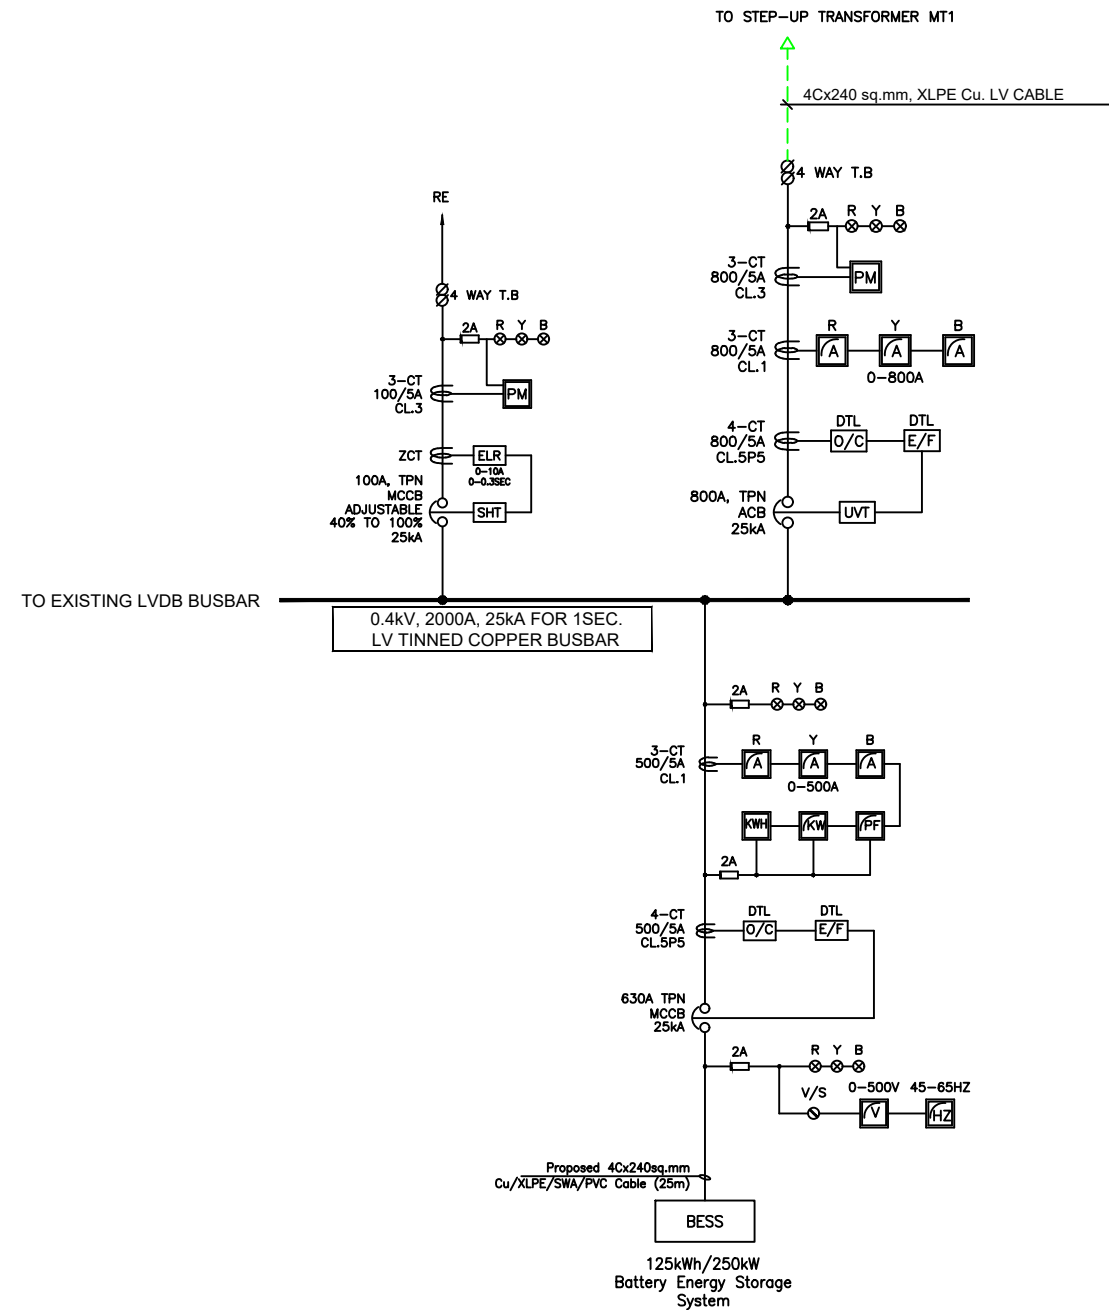 TO STEP-UP TRANSFORMER MT1
4Cx240 sq.mm, XLPE Cu. LV CABLE
4 WAY T.B
2A R Y B
3-CT
800/5A
CL.3
PM
3-CT
800/5A
CL.1
R Y B
A A A
0-800A
4-CT
800/5A
CL.5P5
DTL DTL
O/C E/F
800A, TPN
ACB
25kA
UVT
RE
4 WAY T.B
2A R Y B
3-CT
100/5A
CL.3
PM
ZCT
ELR
0-10A
0-0.3SEC
100A, TPN
MCCB
ADJUSTABLE
40% TO 100%
25kA
SHT
TO EXISTING LVDB BUSBAR
0.4kV, 2000A, 25kA FOR 1SEC.
LV TINNED COPPER BUSBAR
2A R Y B
3-CT
500/5A
CL.1
R Y B
A A A
0-500A
KWH KW PF
2A
4-CT
500/5A
CL.5P5
DTL DTL
O/C E/F
630A TPN
MCCB
25kA
2A R Y B
V/S 0-500V 45-65HZ
V HZ
Proposed 4Cx240sq.mm
Cu/XLPE/SWA/PVC Cable (25m)
BESS
125kWh/250kW
Battery Energy Storage
System